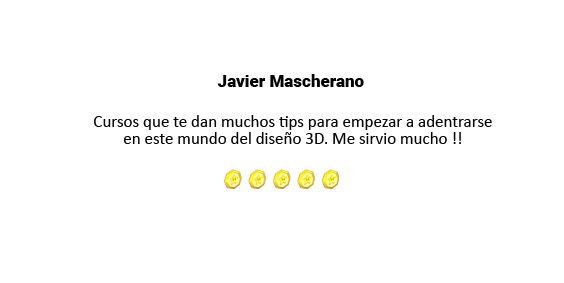 Javier Mascherano
Cursos que te dan muchos tips para empezar a adentrarse
en este mundo del diseño 3D. Me sirvio mucho !!